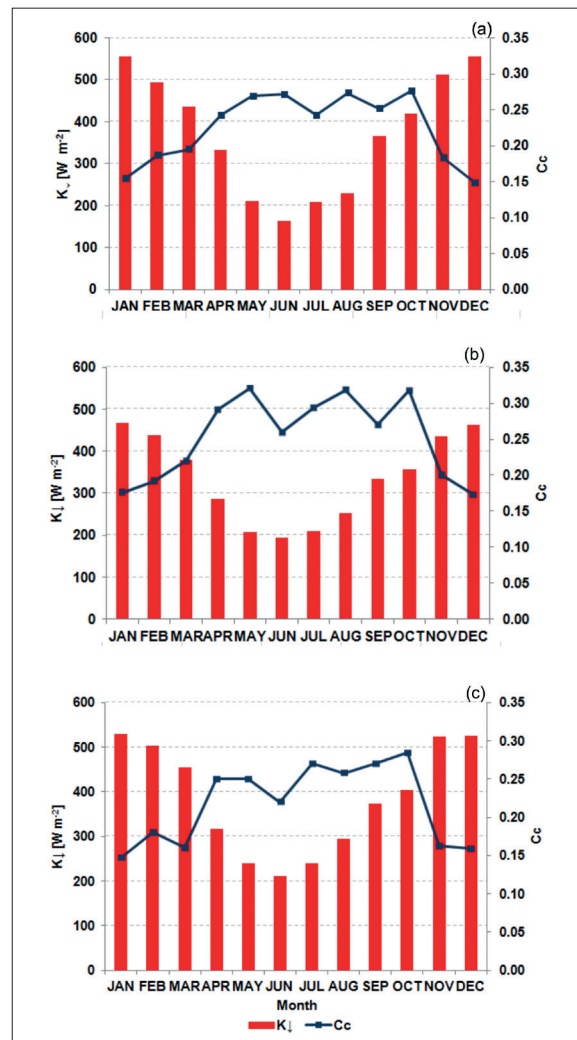 (a)
600 0.35
500 0.30
400 0.25
300 0.20
200 0.15
100 0.10
0 0.05
0.00
K↓ [W m-2]
Cc
JAN FEB MAR APR MAY JUN JUL AUG SEP OCT NOV DEC
(b)
600 0.35
500 0.30
400 0.25
300 0.20
200 0.15
100 0.10
0 0.05
0.00
K↓ [W m-2]
Cc
JAN FEB MAR APR MAY JUN JUL AUG SEP OCT NOV DEC
(c)
600 0.35
500 0.30
400 0.25
300 0.20
200 0.15
100 0.10
0 0.05
0.00
K↓ [W m-2]
Cc
JAN FEB MAR APR MAY JUN JUL AUG SEP OCT NOV DEC
Month
K↓ Cc